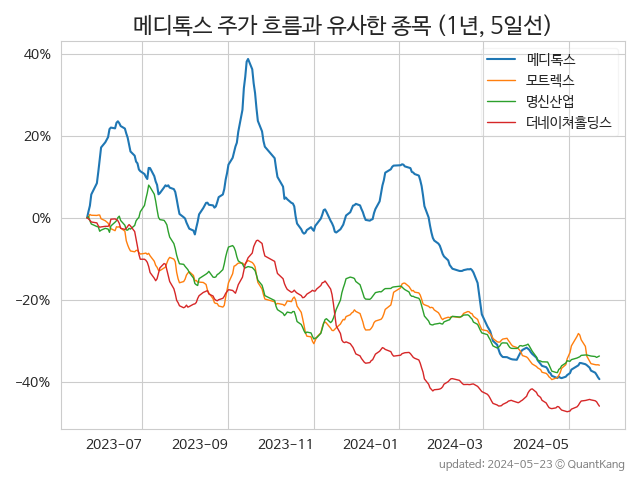 메디톡스 주가 흐름과 유사한 종목 (1년, 5일선)
메디톡스
모트렉스
명신산업
더네이쳐홀딩스
40%
20%
0%
−20%
−40%
2023-07
2023-09
2023-11
2024-01
2024-03
2024-05
updated: 2024-05-23 © QuantKang